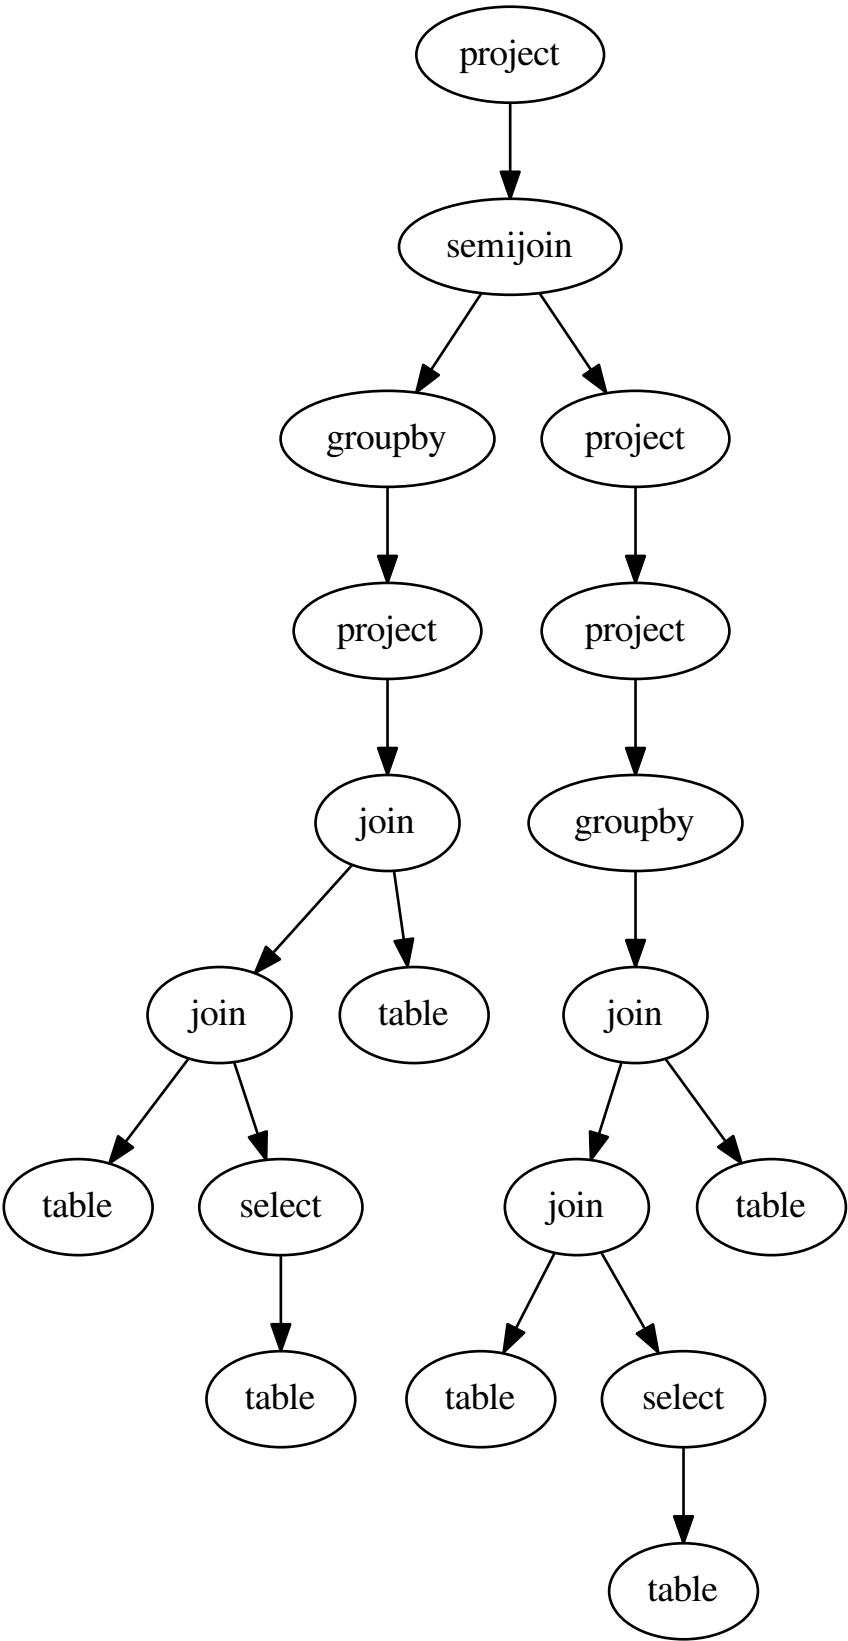 project
semijoin
groupby
project
project
project
join
groupby
join
table
join
table
select
join
table
table
table
select
table